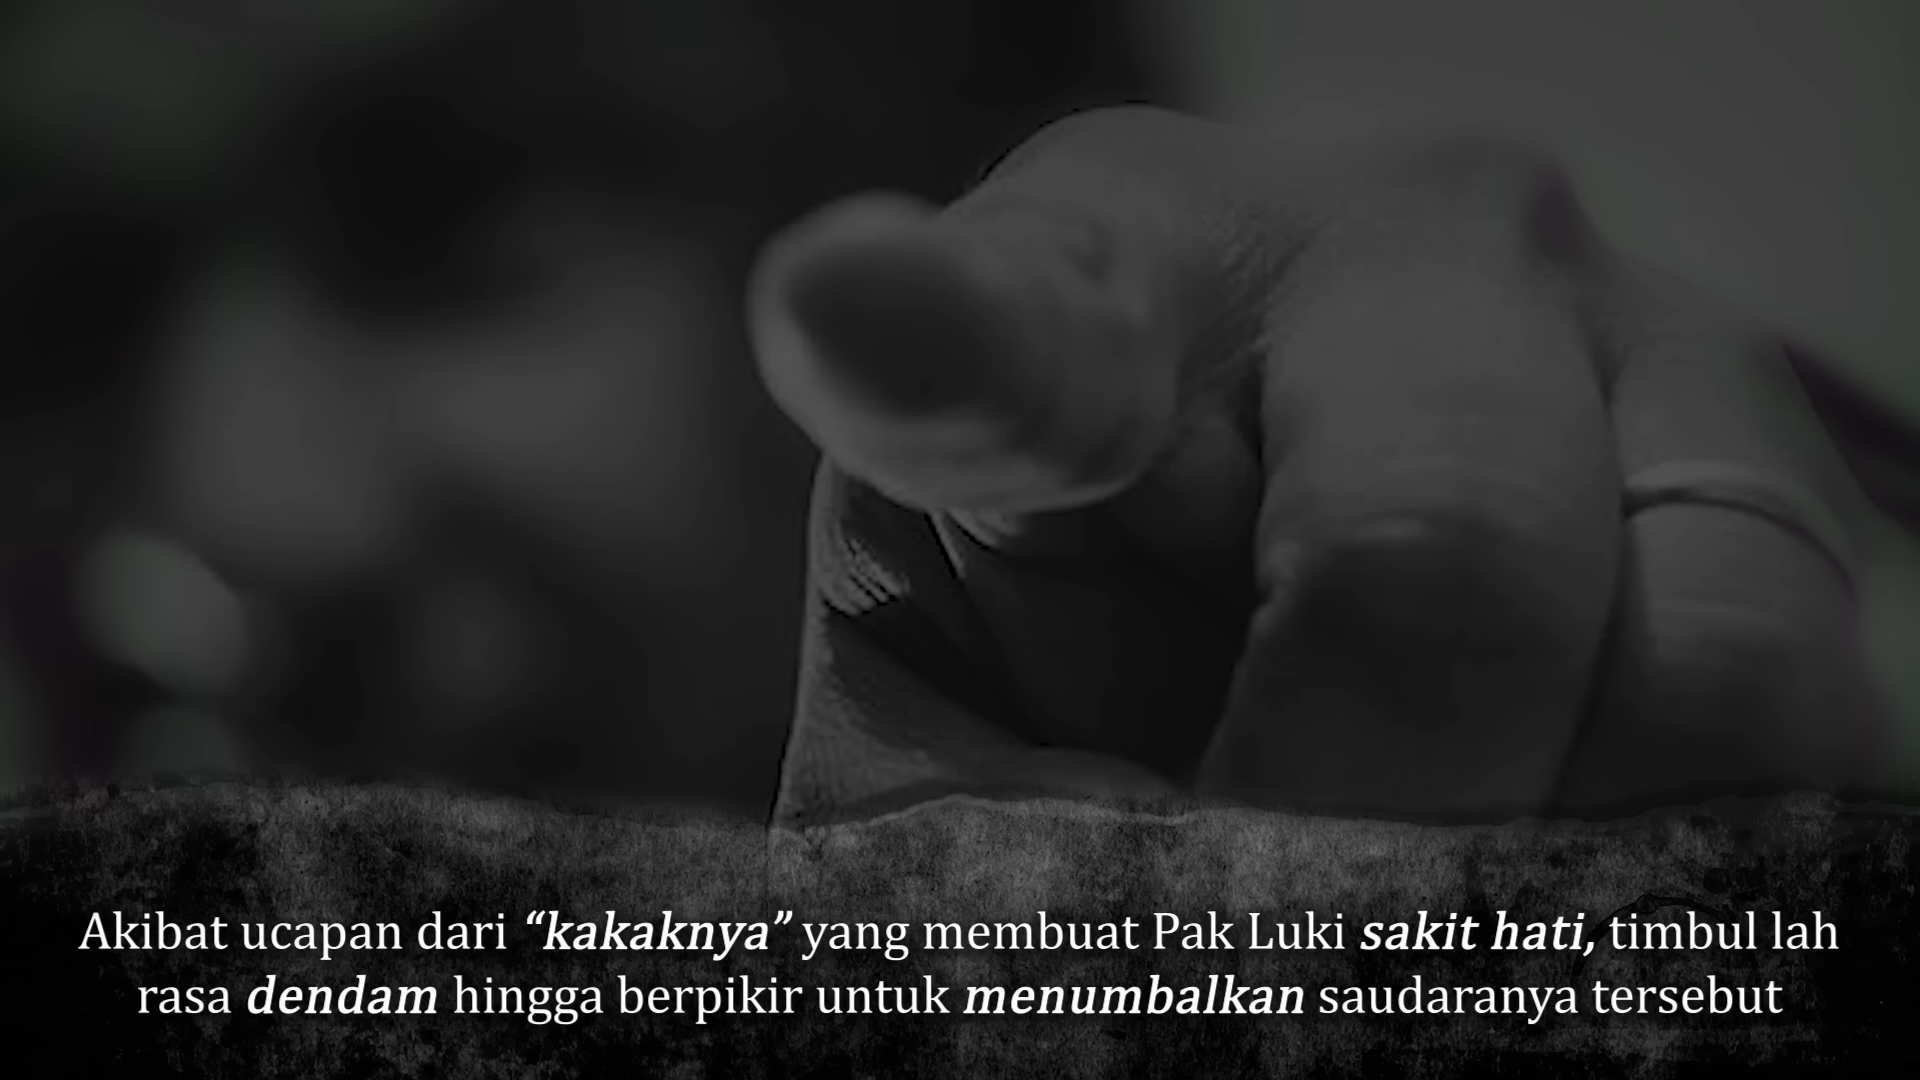 Akibat ucapan dari “kakaknya” yang membuat Pak Luki sakit hati, timbul lah
rasa dendam hingga berpikir untuk menumbalkan saudaranya tersebut